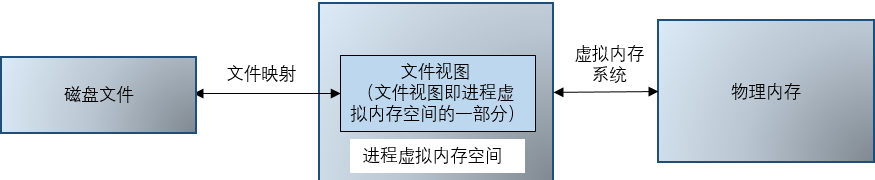 磁盘文件
文件映射
文件视图
（文件视图即进程虚
拟内存空间的一部分）
进程虚拟内存空间
虚拟内存
系统
物理内存